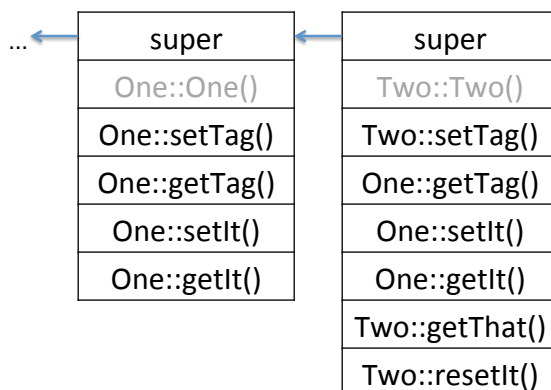 ...
super
One::One()
One::setTag()
One::getTag()
One::setIt()
One::getIt()
super
Two::Two()
Two::setTag()
One::getTag()
One::setIt()
One::getIt()
Two::getThat()
Two::resetIt()